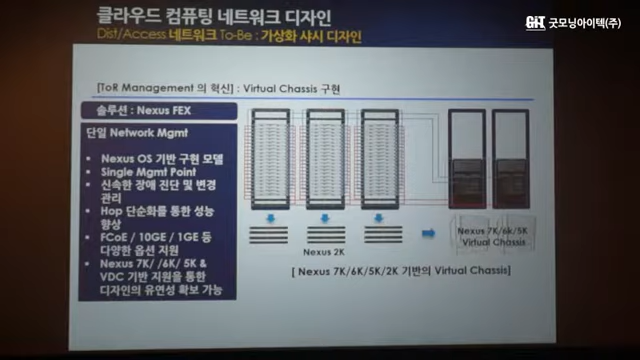 클라우드 컴퓨팅 네트워크 디자인
Dist/Access 네트워크 To-Be : 가상화 샤시 디자인
GIT 굿모닝아이텍(주)
[ToR Management 의 혁신] : Virtual Chassis 구현
솔루션 : Nexus FEX
단일 Network Mgmt
▪ Nexus OS 기반 구현 모델
▪ Single Mgmt Point
▪ 신속한 장애 진단 및 변경
관리
▪ Hop 단순화를 통한 성능
향상
▪ FCoE / 10GE / 1GE 등
다양한 옵션 지원
▪ Nexus 7K/ /6K/ 5K &
VDC 기반 지원을 통한
디자인의 유연성 확보 가능
Nexus 2K
Nexus 7K/6k/5K
Virtual Chassis
[ Nexus 7K/6K/5K/2K 기반의 Virtual Chassis]